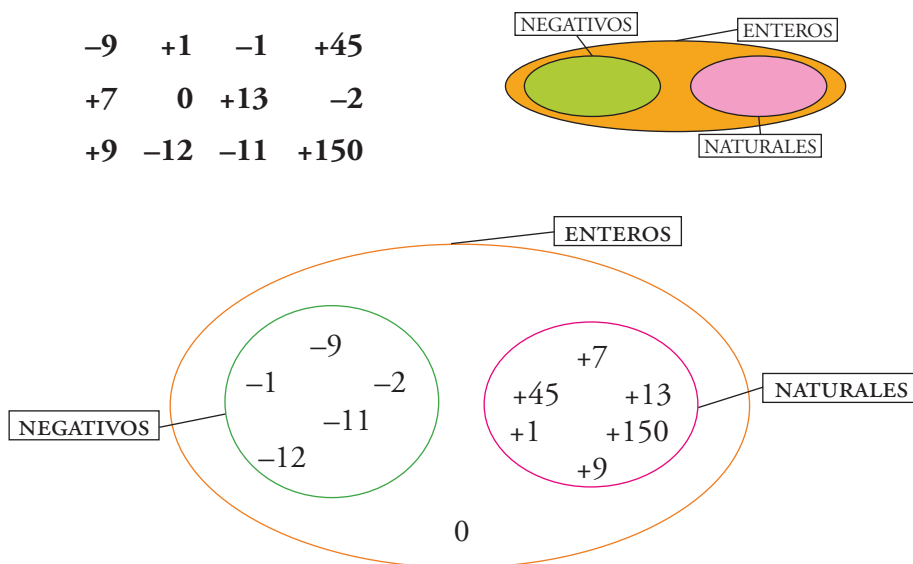 –9 +1 –1 +45
+7 0 +13 –2
+9 –12 –11 +150
NEGATIVOS
ENTEROS
NATURALES
ENTEROS
–9
–1 –2
–11
–12
NEGATIVOS
+7
+45 +13
+1 +150
+9
NATURALES
0